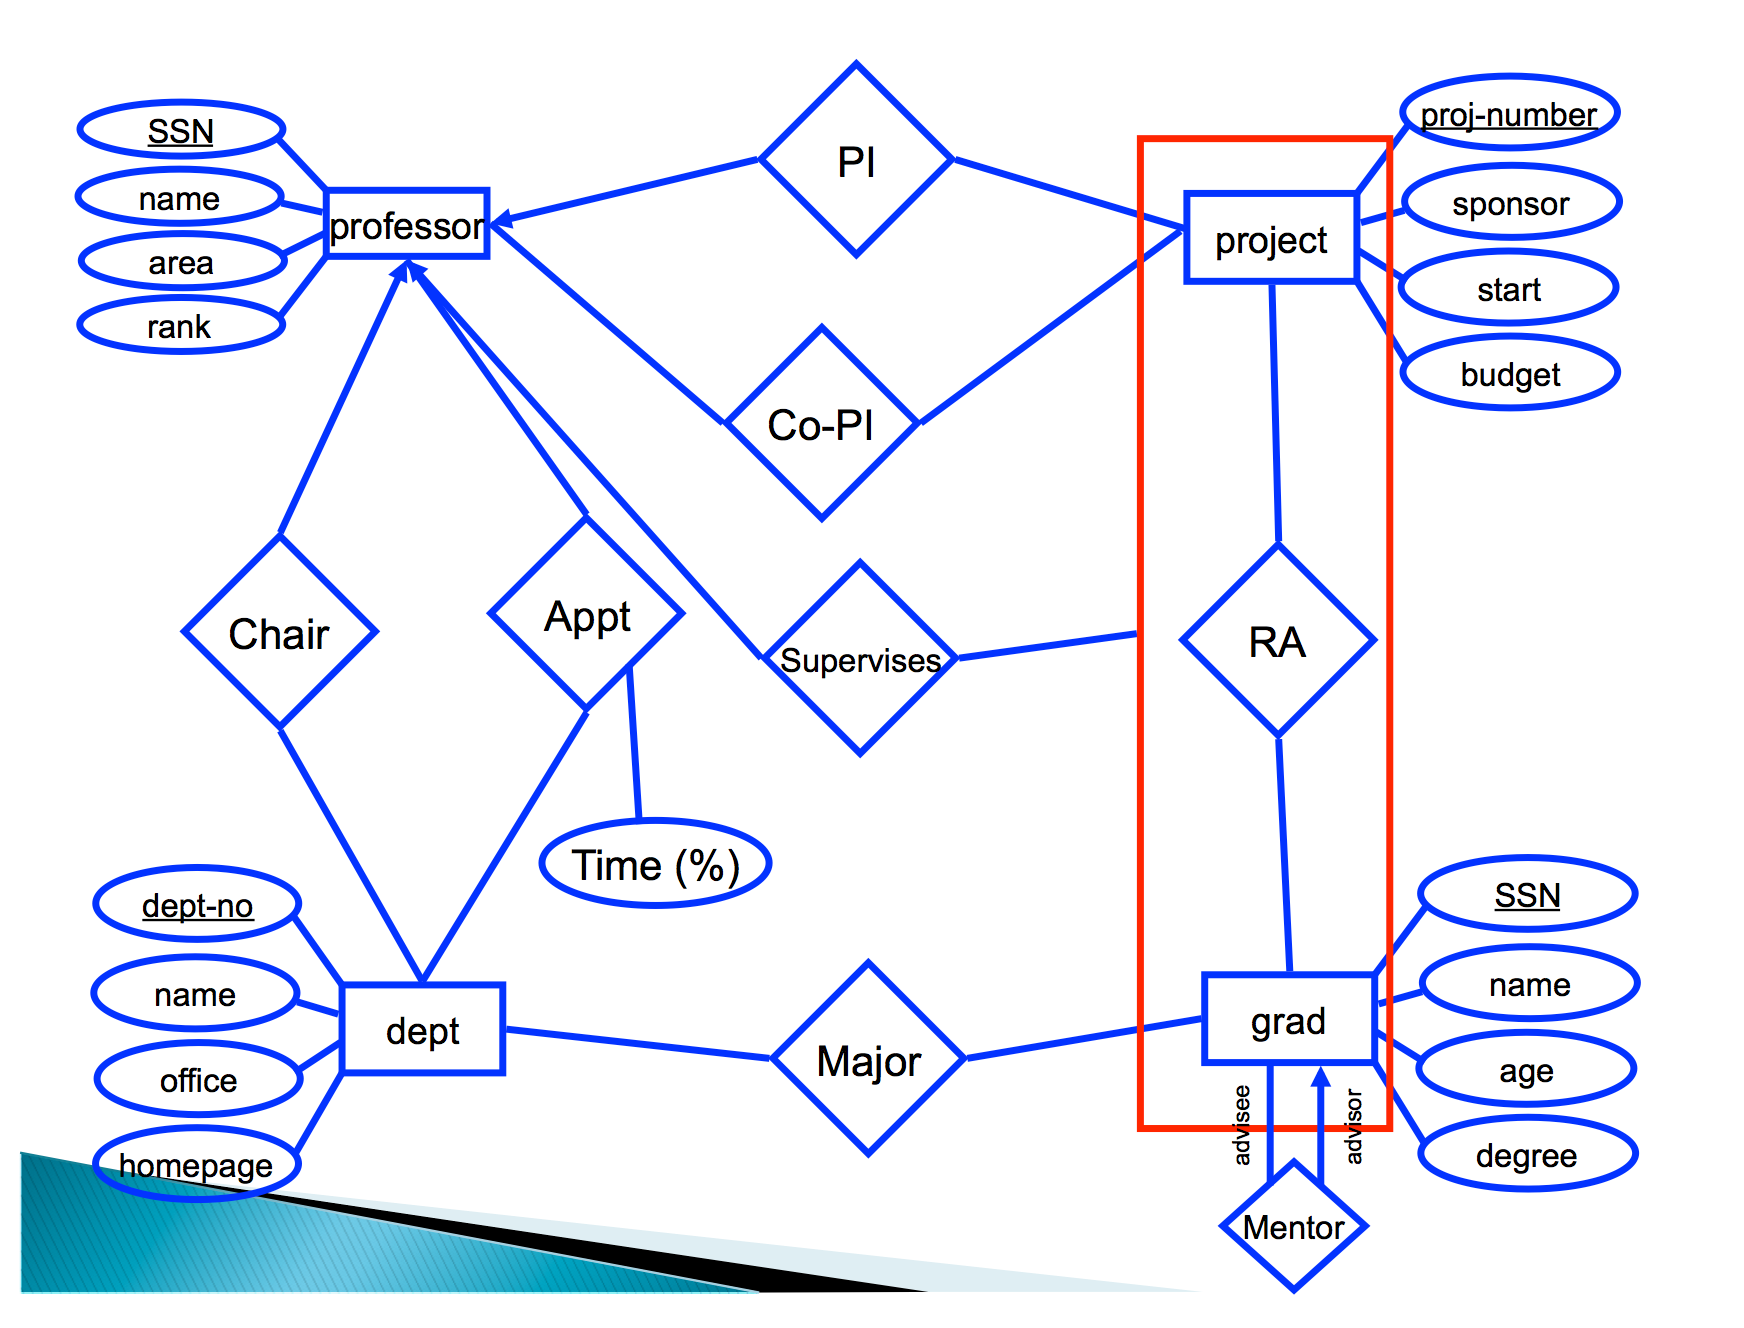 SSN
name
area
rank
professor
PI
Co-PI
proj-number
sponsor
start
budget
project
Chair
Appt
Supervises
RA
Time (%)
dept-no
name
office
homepage
dept
Major
grad
SSN
name
age
degree
advisee
advisor
Mentor